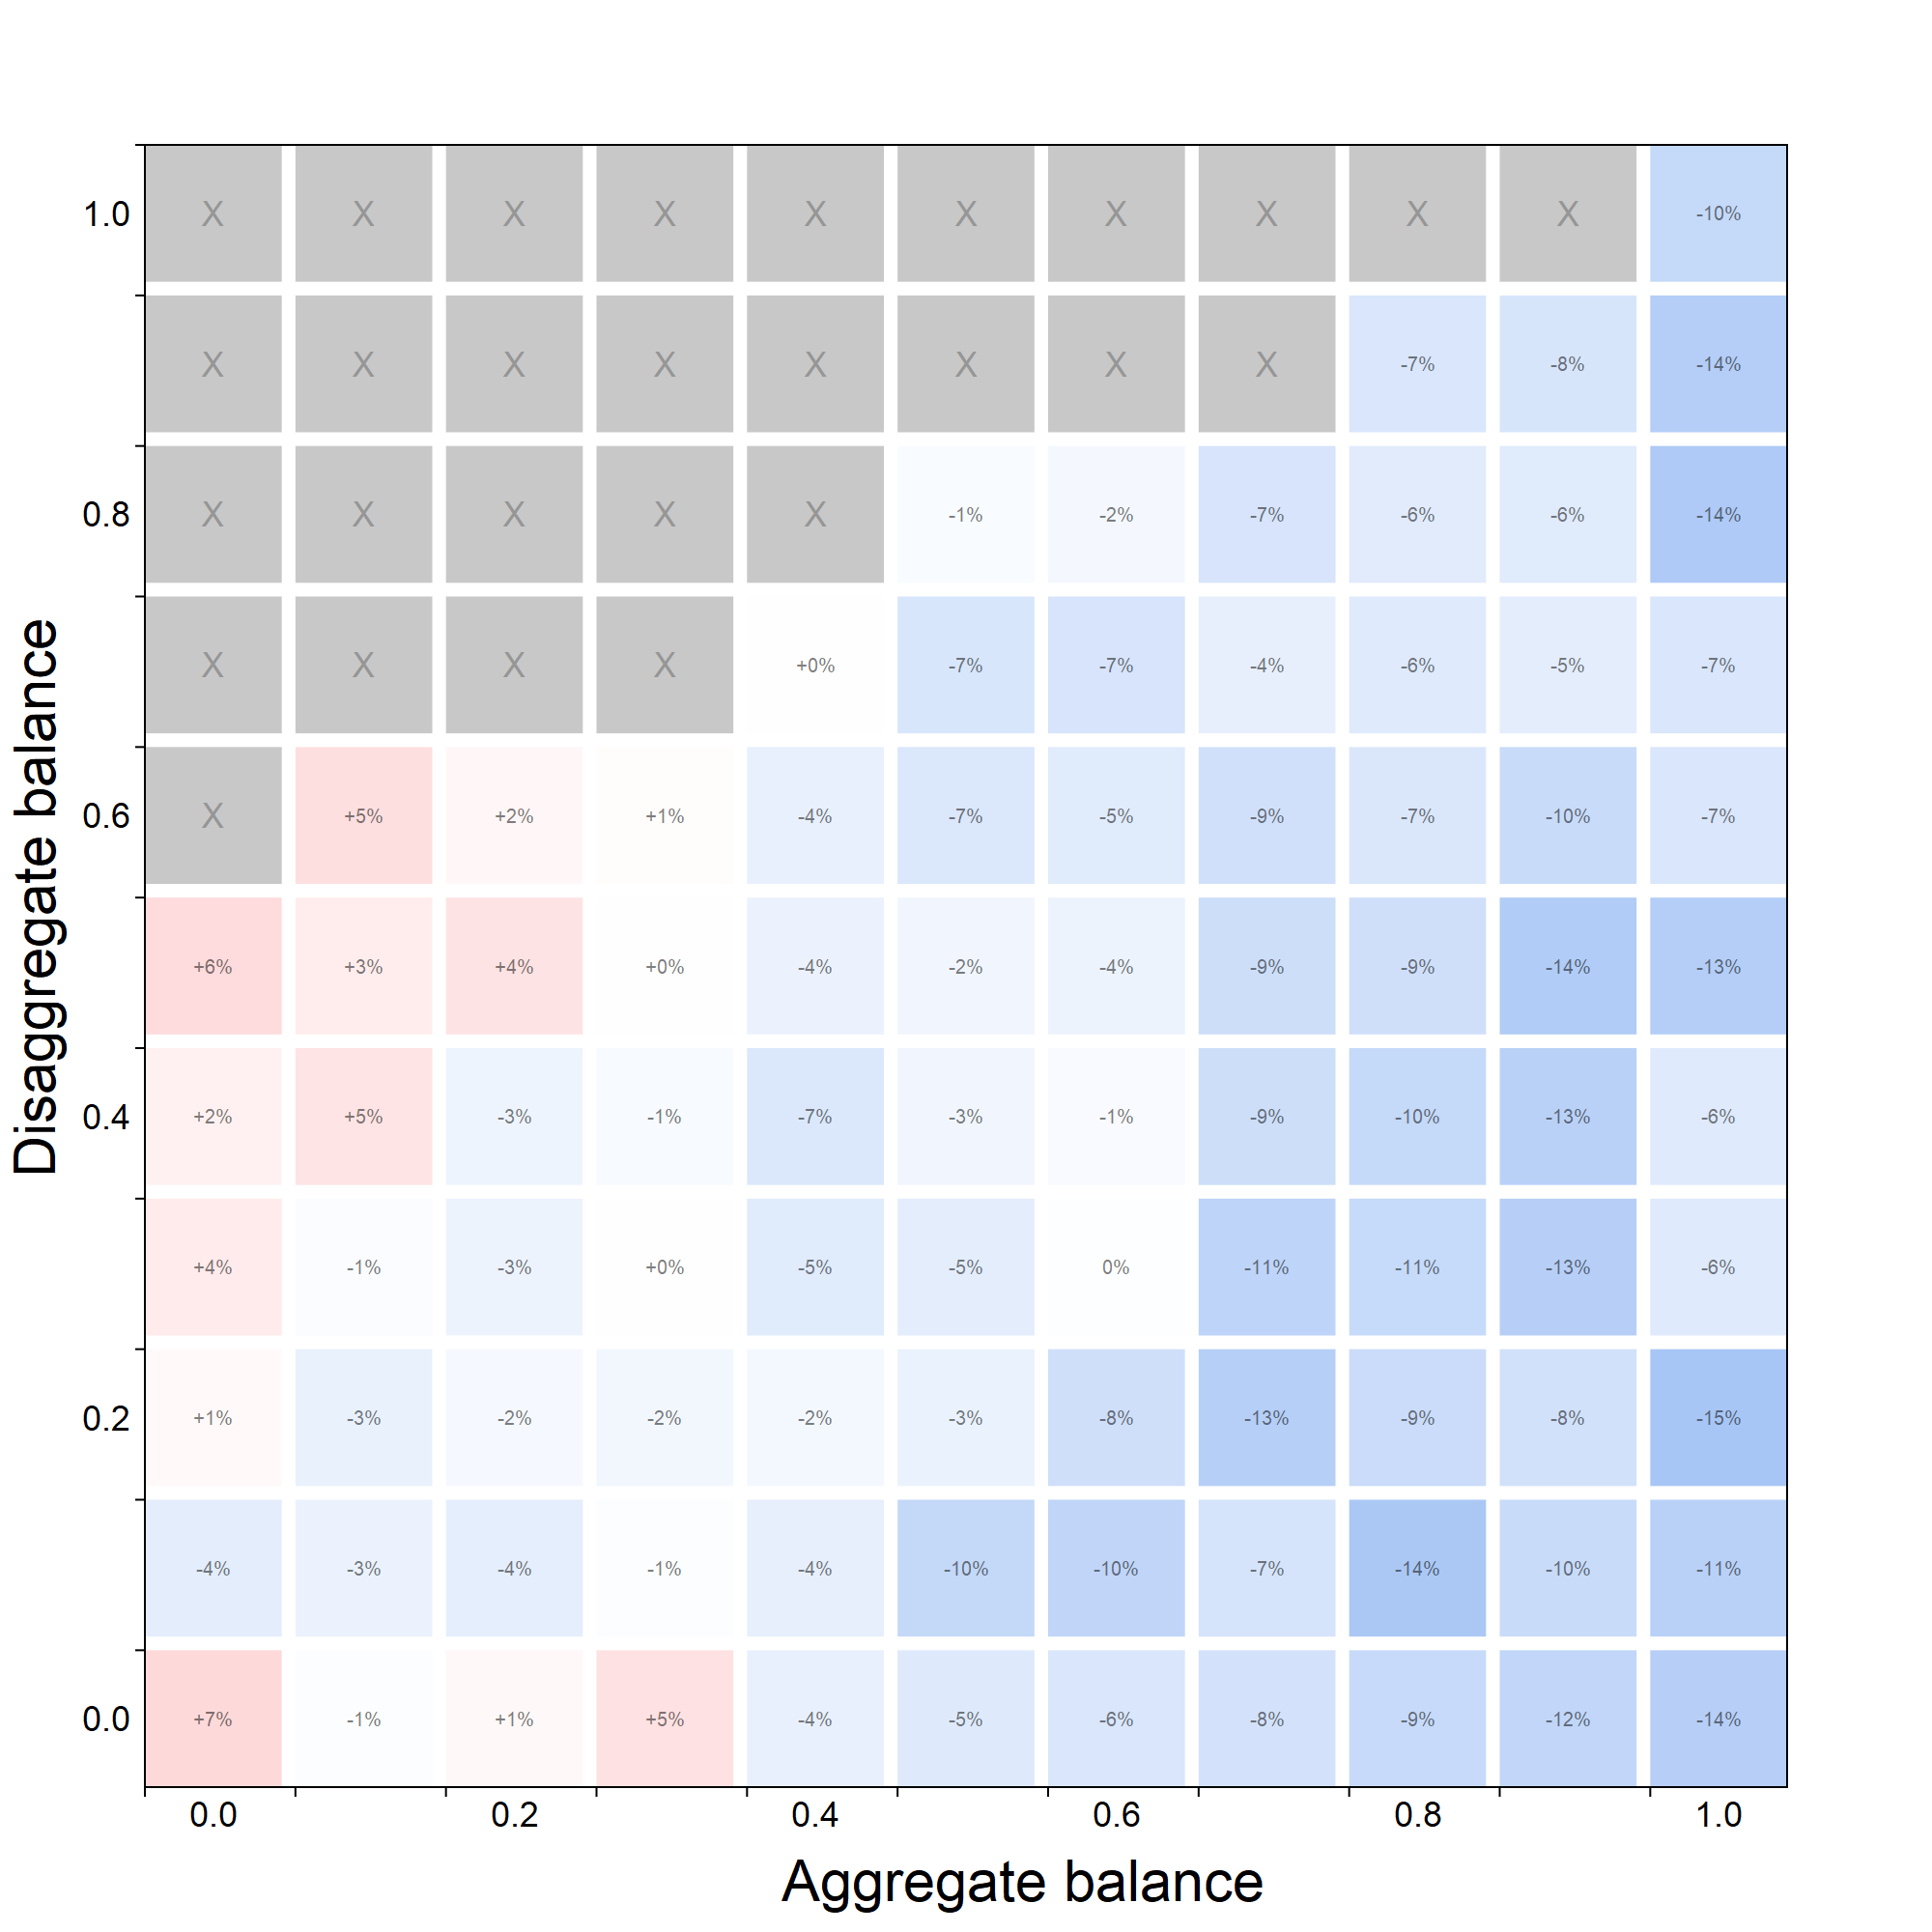 1.0 X X X X X X X X X X -10%
X X X X X X X X -7% -8% -14%
0.8 X X X X X -1% -2% -7% -6% -6% -14%
X X X X +0% -7% -7% -4% -6% -5% -7%
0.6 X +5% +2% +1% -4% -7% -5% -9% -7% -10% -7%
+6% +3% +4% +0% -4% -2% -4% -9% -9% -14% -13%
0.4 +2% +5% -3% -1% -7% -3% -1% -9% -10% -13% -6%
+4% -1% -3% +0% -5% -5% 0% -11% -11% -13% -6%
0.2 +1% -3% -2% -2% -2% -3% -8% -13% -9% -8% -15%
-4% -3% -4% -1% -4% -10% -10% -7% -14% -10% -11%
0.0 +7% -1% +1% +5% -4% -5% -6% -8% -9% -12% -14%
0.0 0.2 0.4 0.6 0.8 1.0
Aggregate balance
Disaggregate balance